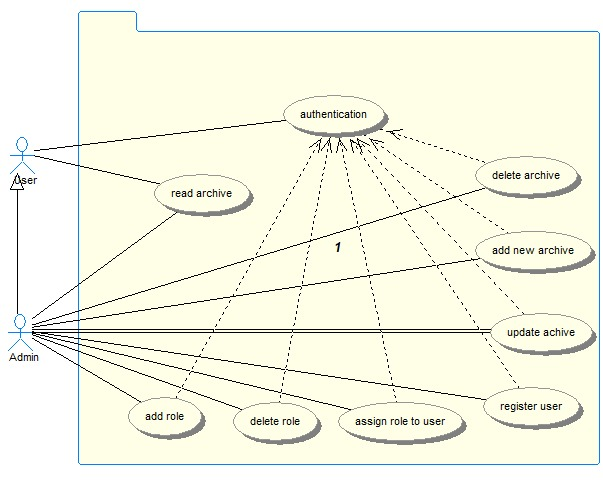 authentication
User
read archive
delete archive
1
add new archive
update achive
Admin
register user
add role
delete role
assign role to user